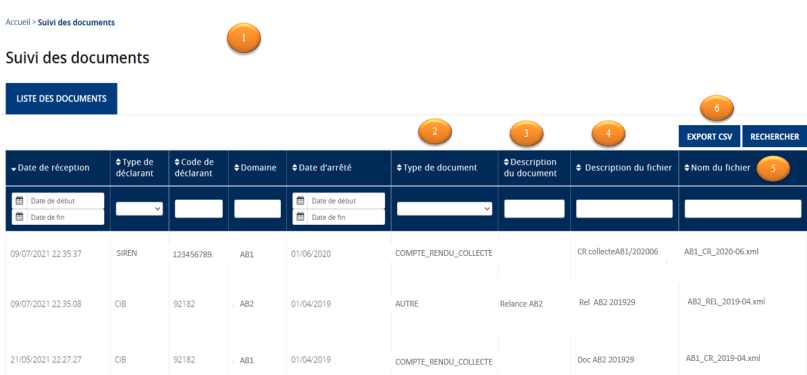 Accueil > Suivi des documents
1
Suivi des documents
LISTE DES DOCUMENTS
2
3
4
6
EXPORT CSV
RECHERCHER
Date de réception
Type de déclarant
Code de déclarant
Domaine
Date d'arrêté
Type de document
Description du document
Description du fichier
Nom du fichier
5
Date de début
Date de fin
Date de début
Date de fin
09/07/2021 22:35:37 SIREN 123456789. AB1 01/06/2020 COMPTE_RENDU_COLLECTE CR collecteAB1/202006 AB1_CR_2020-06.xml
09/07/2021 22:35:08 CIB 92182 . AB2 01/04/2019 AUTRE Relance AB2 Rel AB2 201929 AB2_REL_2019-04.xml
21/05/2021 22:27:27 CIB 92182 . AB1 01/04/2019 COMPTE_RENDU_COLLECTE Doc AB2 201929 AB1_CR_2019-04.xml